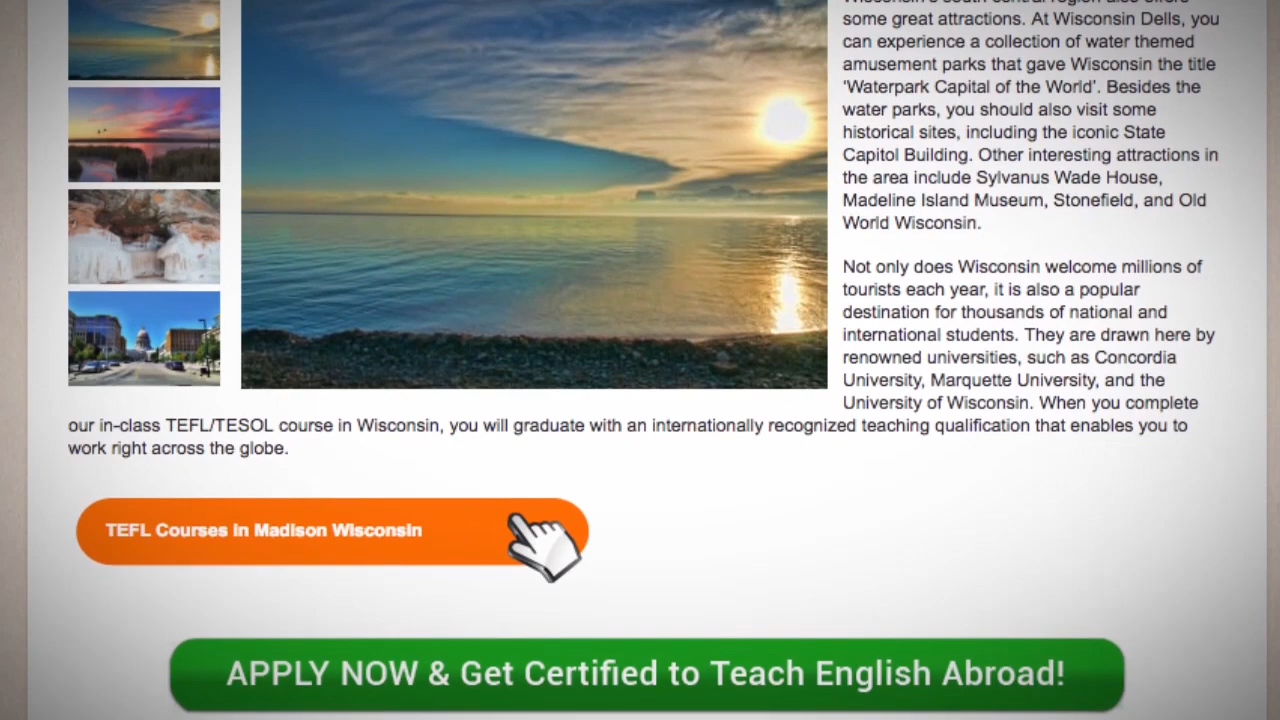 some great attractions. At Wisconsin Dells, you
can experience a collection of water themed
amusement parks that gave Wisconsin the title
‘Waterpark Capital of the World’. Besides the
water parks, you should also visit some
historical sites, including the iconic State
Capitol Building. Other interesting attractions in
the area include Sylvanus Wade House,
Madeline Island Museum, Stonefield, and Old
World Wisconsin.
Not only does Wisconsin welcome millions of
tourists each year, it is also a popular
destination for thousands of national and
international students. They are drawn here by
renowned universities, such as Concordia
University, Marquette University, and the
University of Wisconsin. When you complete
our in-class TEFL/TESOL course in Wisconsin, you will graduate with an internationally recognized teaching qualification that enables you to
work right across the globe.
TEFL Courses in Madison Wisconsin
APPLY NOW & Get Certified to Teach English Abroad!